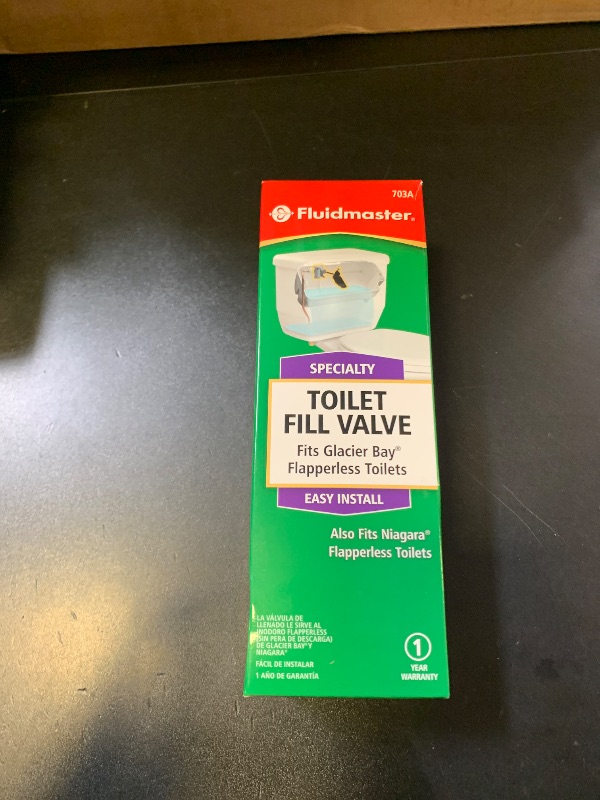 703A
Fluidmaster®
SPECIALTY
TOILET
FILL VALVE
Fits Glacier Bay®
Flapperless Toilets
EASY INSTALL
Also Fits Niagara®
Flapperless Toilets
LA VÁLVULA DE
LLENADO LE SIRVE AL
INODORO FLAPPERLESS
(SIN PERA DE DESCARGA)
DE GLACIER BAY® Y
NIAGARA®
FÁCIL DE INSTALAR
1 AÑO DE GARANTÍA
1
YEAR
WARRANTY